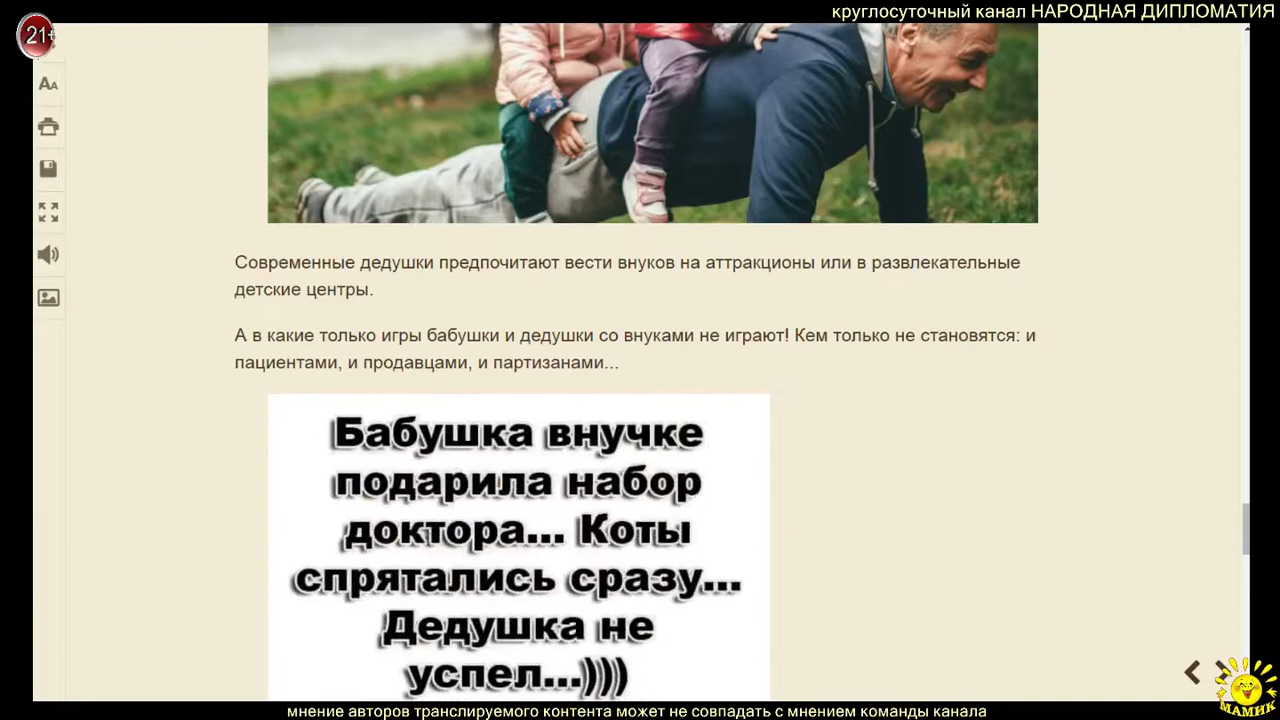 круглосуточный канал НАРОДНАЯ ДИПЛОМАТИЯ
21+
AA
Современные дедушки предпочитают вести внуков на аттракционы или в развлекательные
детские центры.
А в какие только игры бабушки и дедушки со внуками не играют! Кем только не становятся: и
пациентами, и продавцами, и партизанами...
Бабушка внучке
подарила набор
доктора... Коты
спрятались сразу...
Дедушка не
успел...))))
МАМИК
мнение авторов транслируемого контента может не совпадать с мнением команды канала